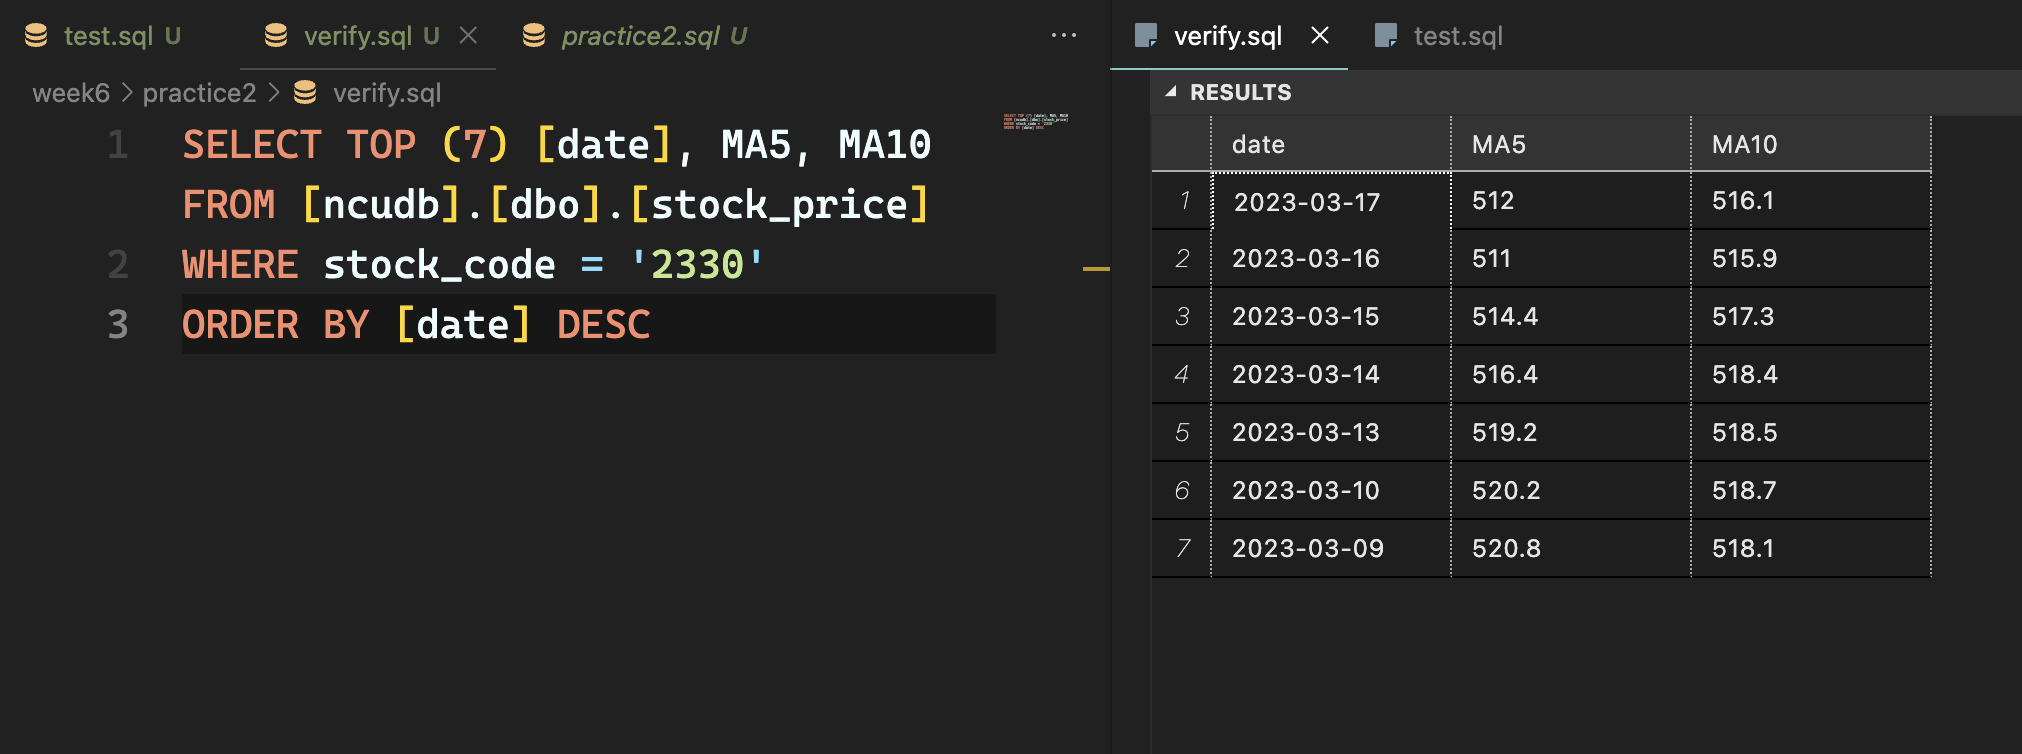 test.sql U verify.sql U practice2.sql U ...
week6 > practice2 > verify.sql
1 SELECT TOP (7) [date], MA5, MA10
FROM [ncudb].[dbo].[stock_price]
2 WHERE stock_code = '2330'
3 ORDER BY [date] DESC
verify.sql test.sql
RESULTS
date MA5 MA10
1 2023-03-17 512 516.1
2 2023-03-16 511 515.9
3 2023-03-15 514.4 517.3
4 2023-03-14 516.4 518.4
5 2023-03-13 519.2 518.5
6 2023-03-10 520.2 518.7
7 2023-03-09 520.8 518.1